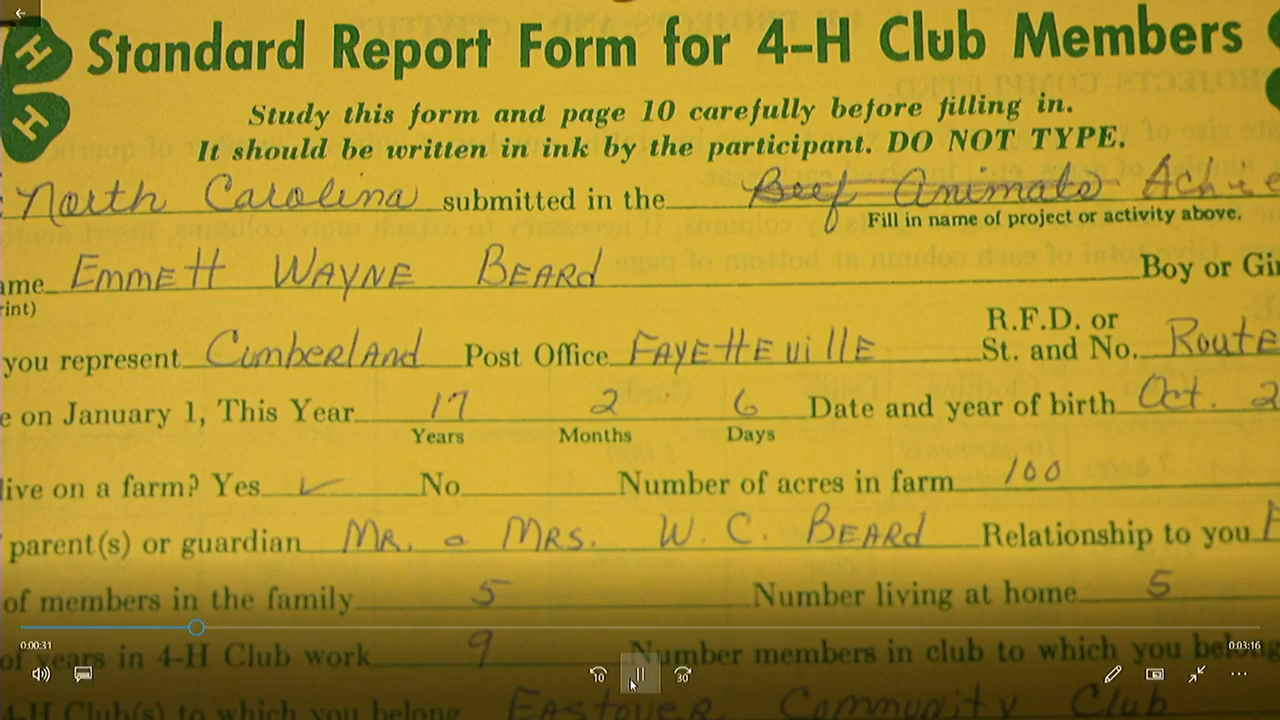 H Standard Report Form for 4-H Club Members
H
Study this form and page 10 carefully before filling in.
It should be written in ink by the participant. DO NOT TYPE.
North Carolina submitted in the Beef Animals Achie
Fill in name of project or activity above.
ame Emmett Wayne Beard Boy or Gir
rint)
you represent Cumberland Post Office Fayetteville R.F.D. or St. and No. Route
e on January 1, This Year 17 2 6 Date and year of birth Oct. 2
Years Months Days
live on a farm? Yes ✓ No Number of acres in farm 100
parent(s) or guardian Mr. & Mrs. W. C. Beard Relationship to you
of members in the family 5 Number living at home 5
0:00:31 0:03:16
of years in 4-H Club work 9 Number members in club to which you belong
10 30
4-H Club(s) to which you belong Eastover Community Club